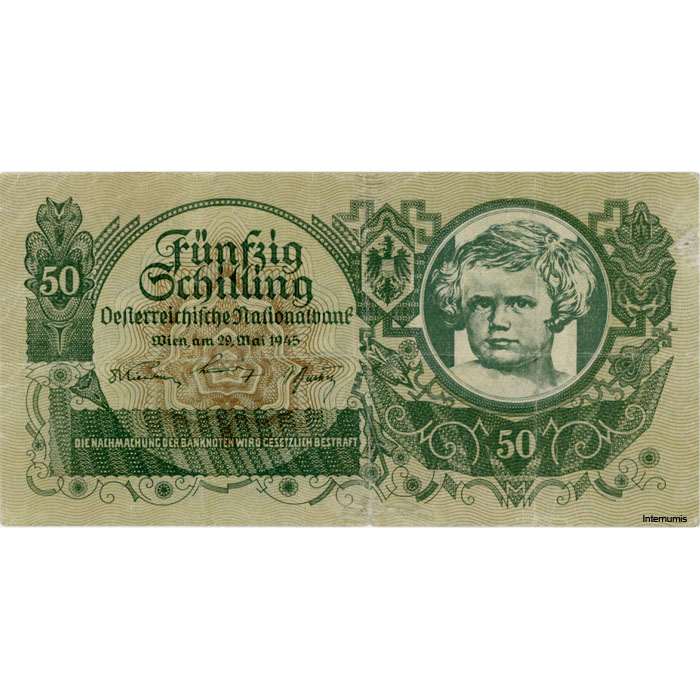 Fünfzig
Schilling
Oesterreichische Nationalbank
Wien, am 29. Mai 1945
DIE NACHMACHUNG DER BANKNOTEN WIRD GESETZLICH BESTRAFT
50
50
Internumis